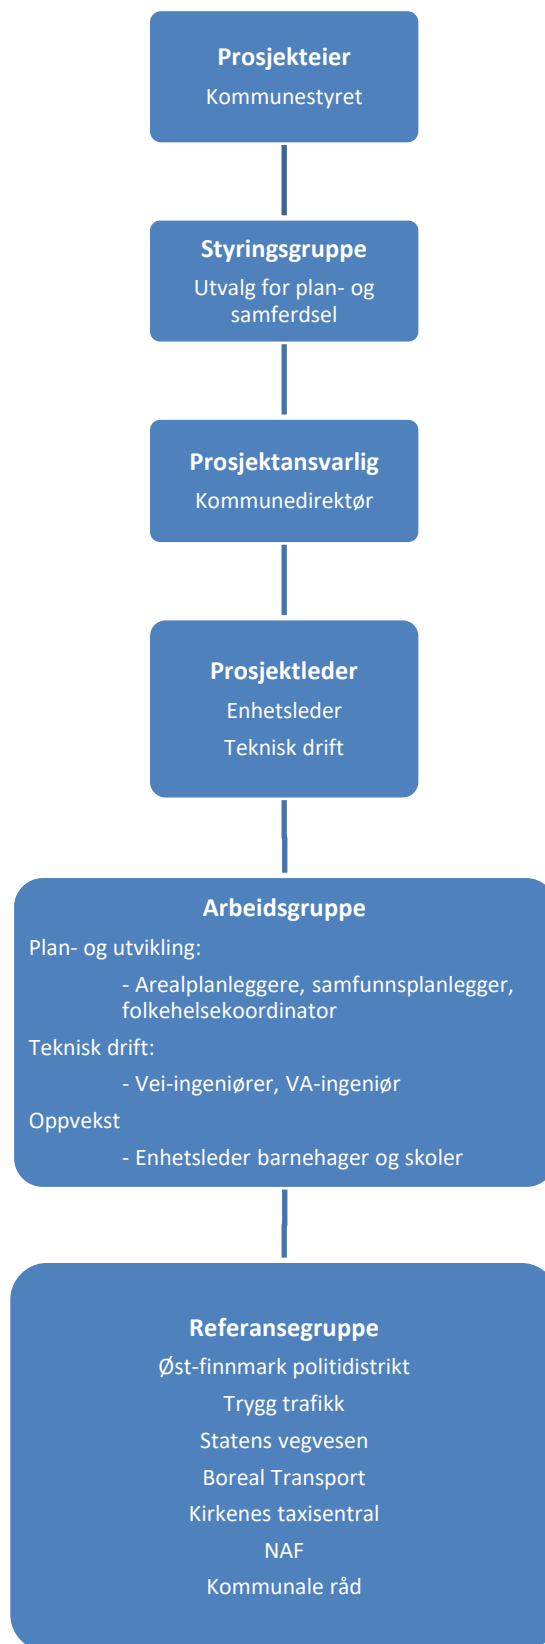 Prosjekteier
Kommunestyret
Styringsgruppe
Utvalg for plan- og
samferdsel
Prosjektansvarlig
Kommunedirektør
Prosjektleder
Enhetsleder
Teknisk drift
Arbeidsgruppe
Plan- og utvikling:
- Arealplanleggere, samfunnsplanlegger,
folkehelsekoordinator
Teknisk drift:
- Vei-ingeniører, VA-ingeniør
Oppvekst
- Enhetsleder barnehager og skoler
Referansegruppe
Øst-finnmark politidistrikt
Trygg trafikk
Statens vegvesen
Boreal Transport
Kirkenes taxisentral
NAF
Kommunale råd